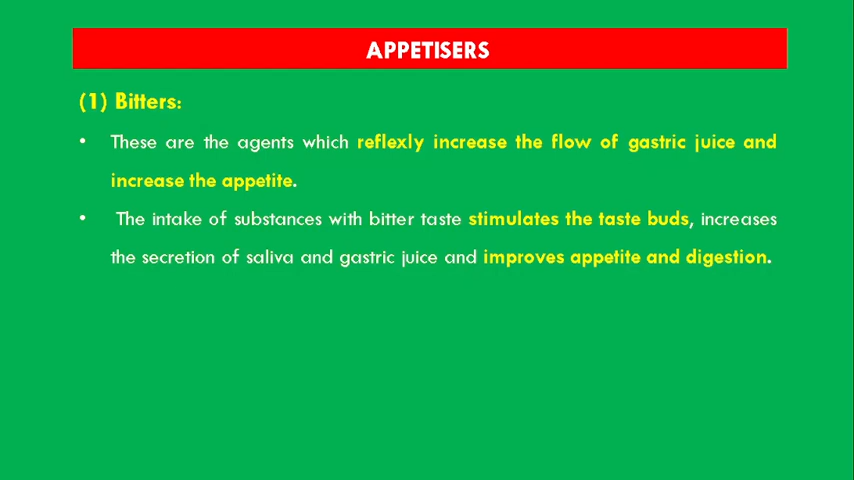 APPETISERS
(1) Bitters:
• These are the agents which reflexly increase the flow of gastric juice and
increase the appetite.
• The intake of substances with bitter taste stimulates the taste buds, increases
the secretion of saliva and gastric juice and improves appetite and digestion.